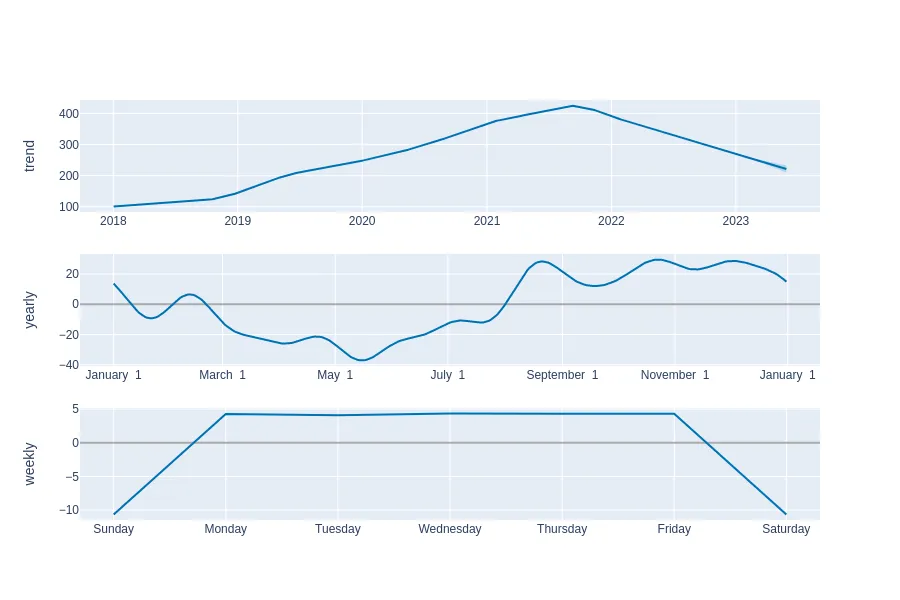 trend
400
300
200
100
2018 2019 2020 2021 2022 2023
yearly
20
0
−20
−40
January 1 March 1 May 1 July 1 September 1 November 1 January 1
weekly
5
0
−5
−10
Sunday Monday Tuesday Wednesday Thursday Friday Saturday